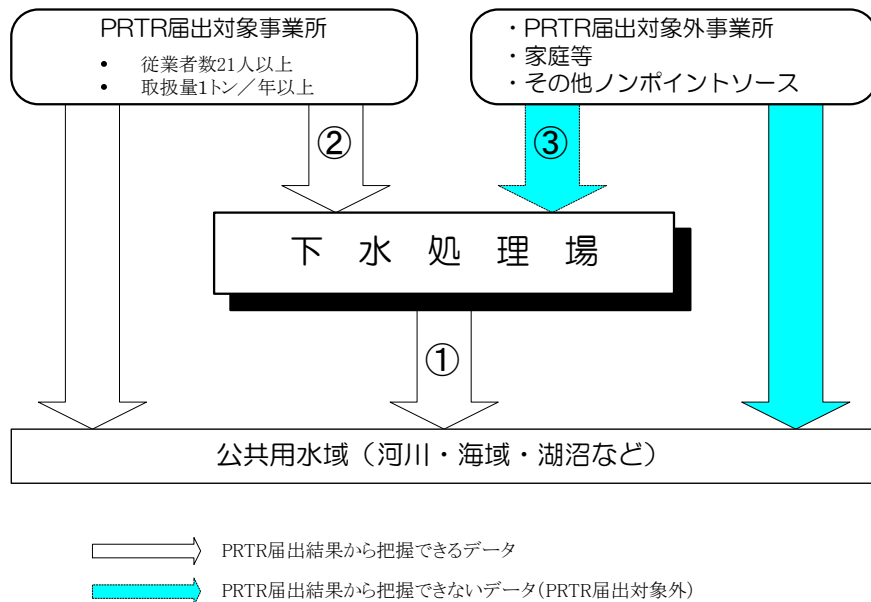 PRTR届出対象事業所
• 従業者数21人以上
• 取扱量1トン／年以上
・PRTR届出対象外事業所
・家庭等
・その他ノンポイントソース
②
③
下 水 処 理 場
①
公共用水域（河川・海域・湖沼など）
PRTR届出結果から把握できるデータ
PRTR届出結果から把握できないデータ(PRTR届出対象外)